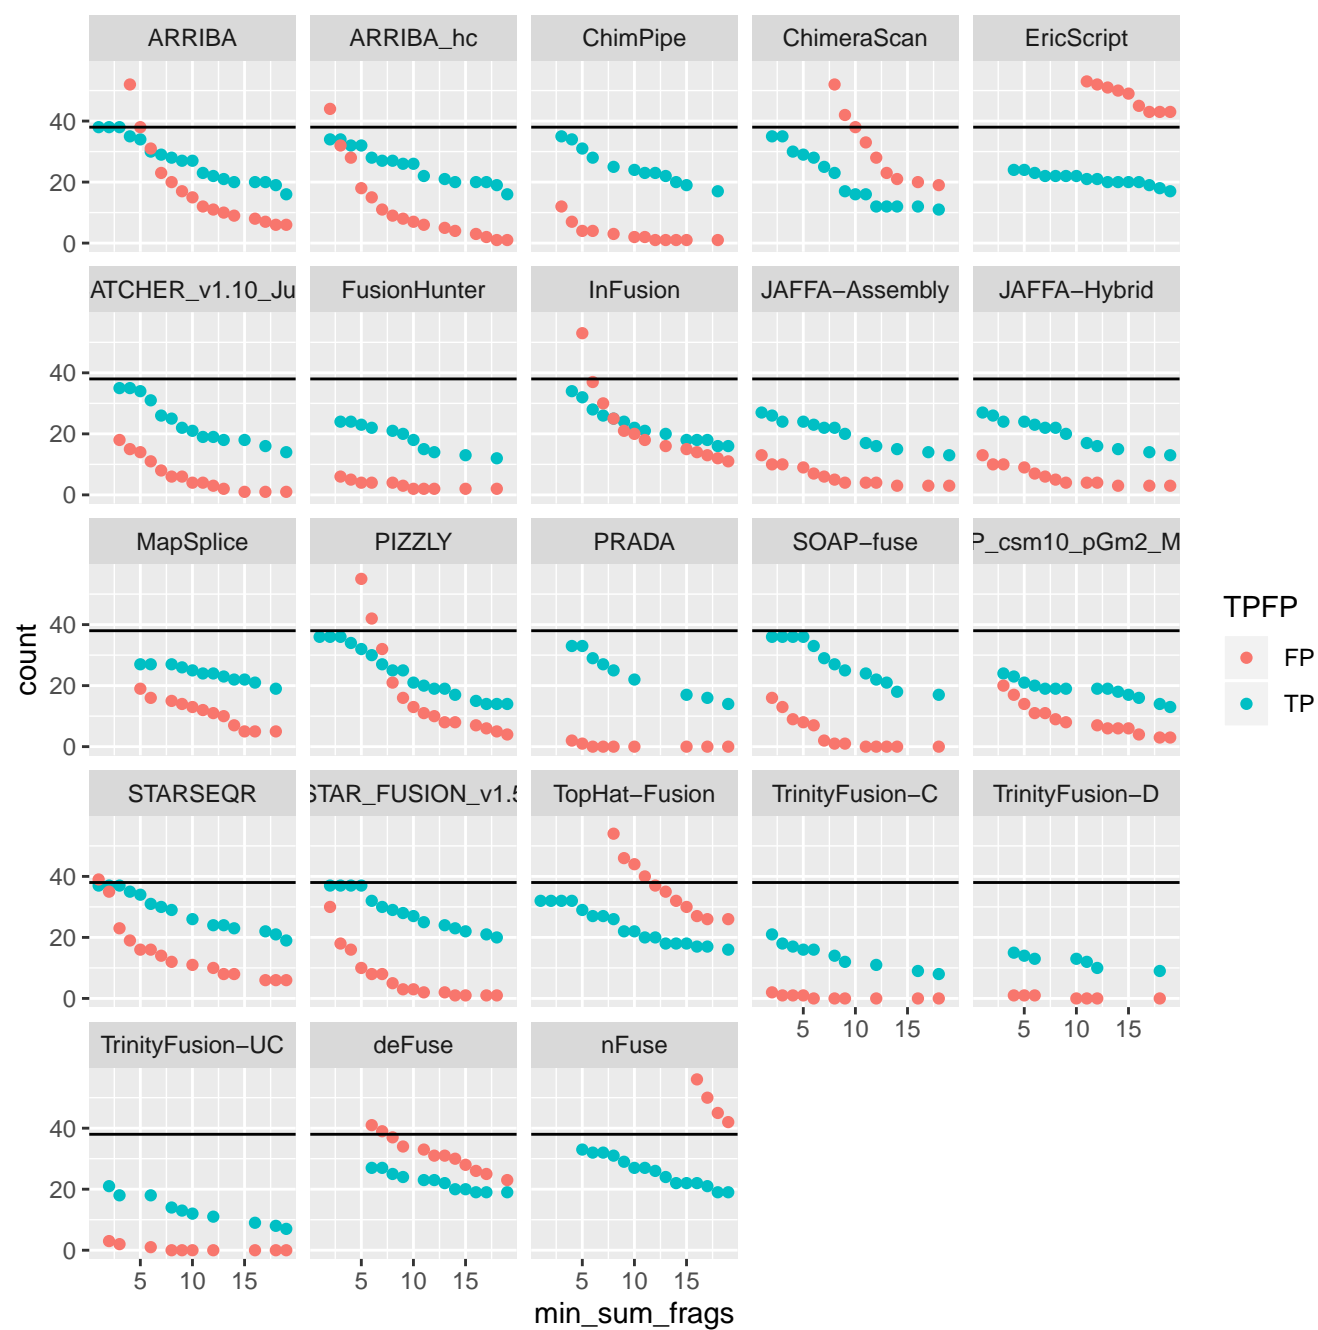 ARRIBA ARRIBA_hc ChimPipe ChimeraScan EricScript
40
20
0
ATCHER_v1.10_Ju FusionHunter InFusion JAFFA−Assembly JAFFA−Hybrid
40
20
0
MapSplice PIZZLY PRADA SOAP−fuse P_csm10_pGm2_M
40
20
0
STARSEQR STAR_FUSION_v1.5 TopHat−Fusion TrinityFusion−C TrinityFusion−D
40
20
0
5 10 15 5 10 15
TrinityFusion−UC deFuse nFuse
40
20
0
5 10 15 5 10 15 5 10 15
min_sum_frags
count
TPFP
FP
TP